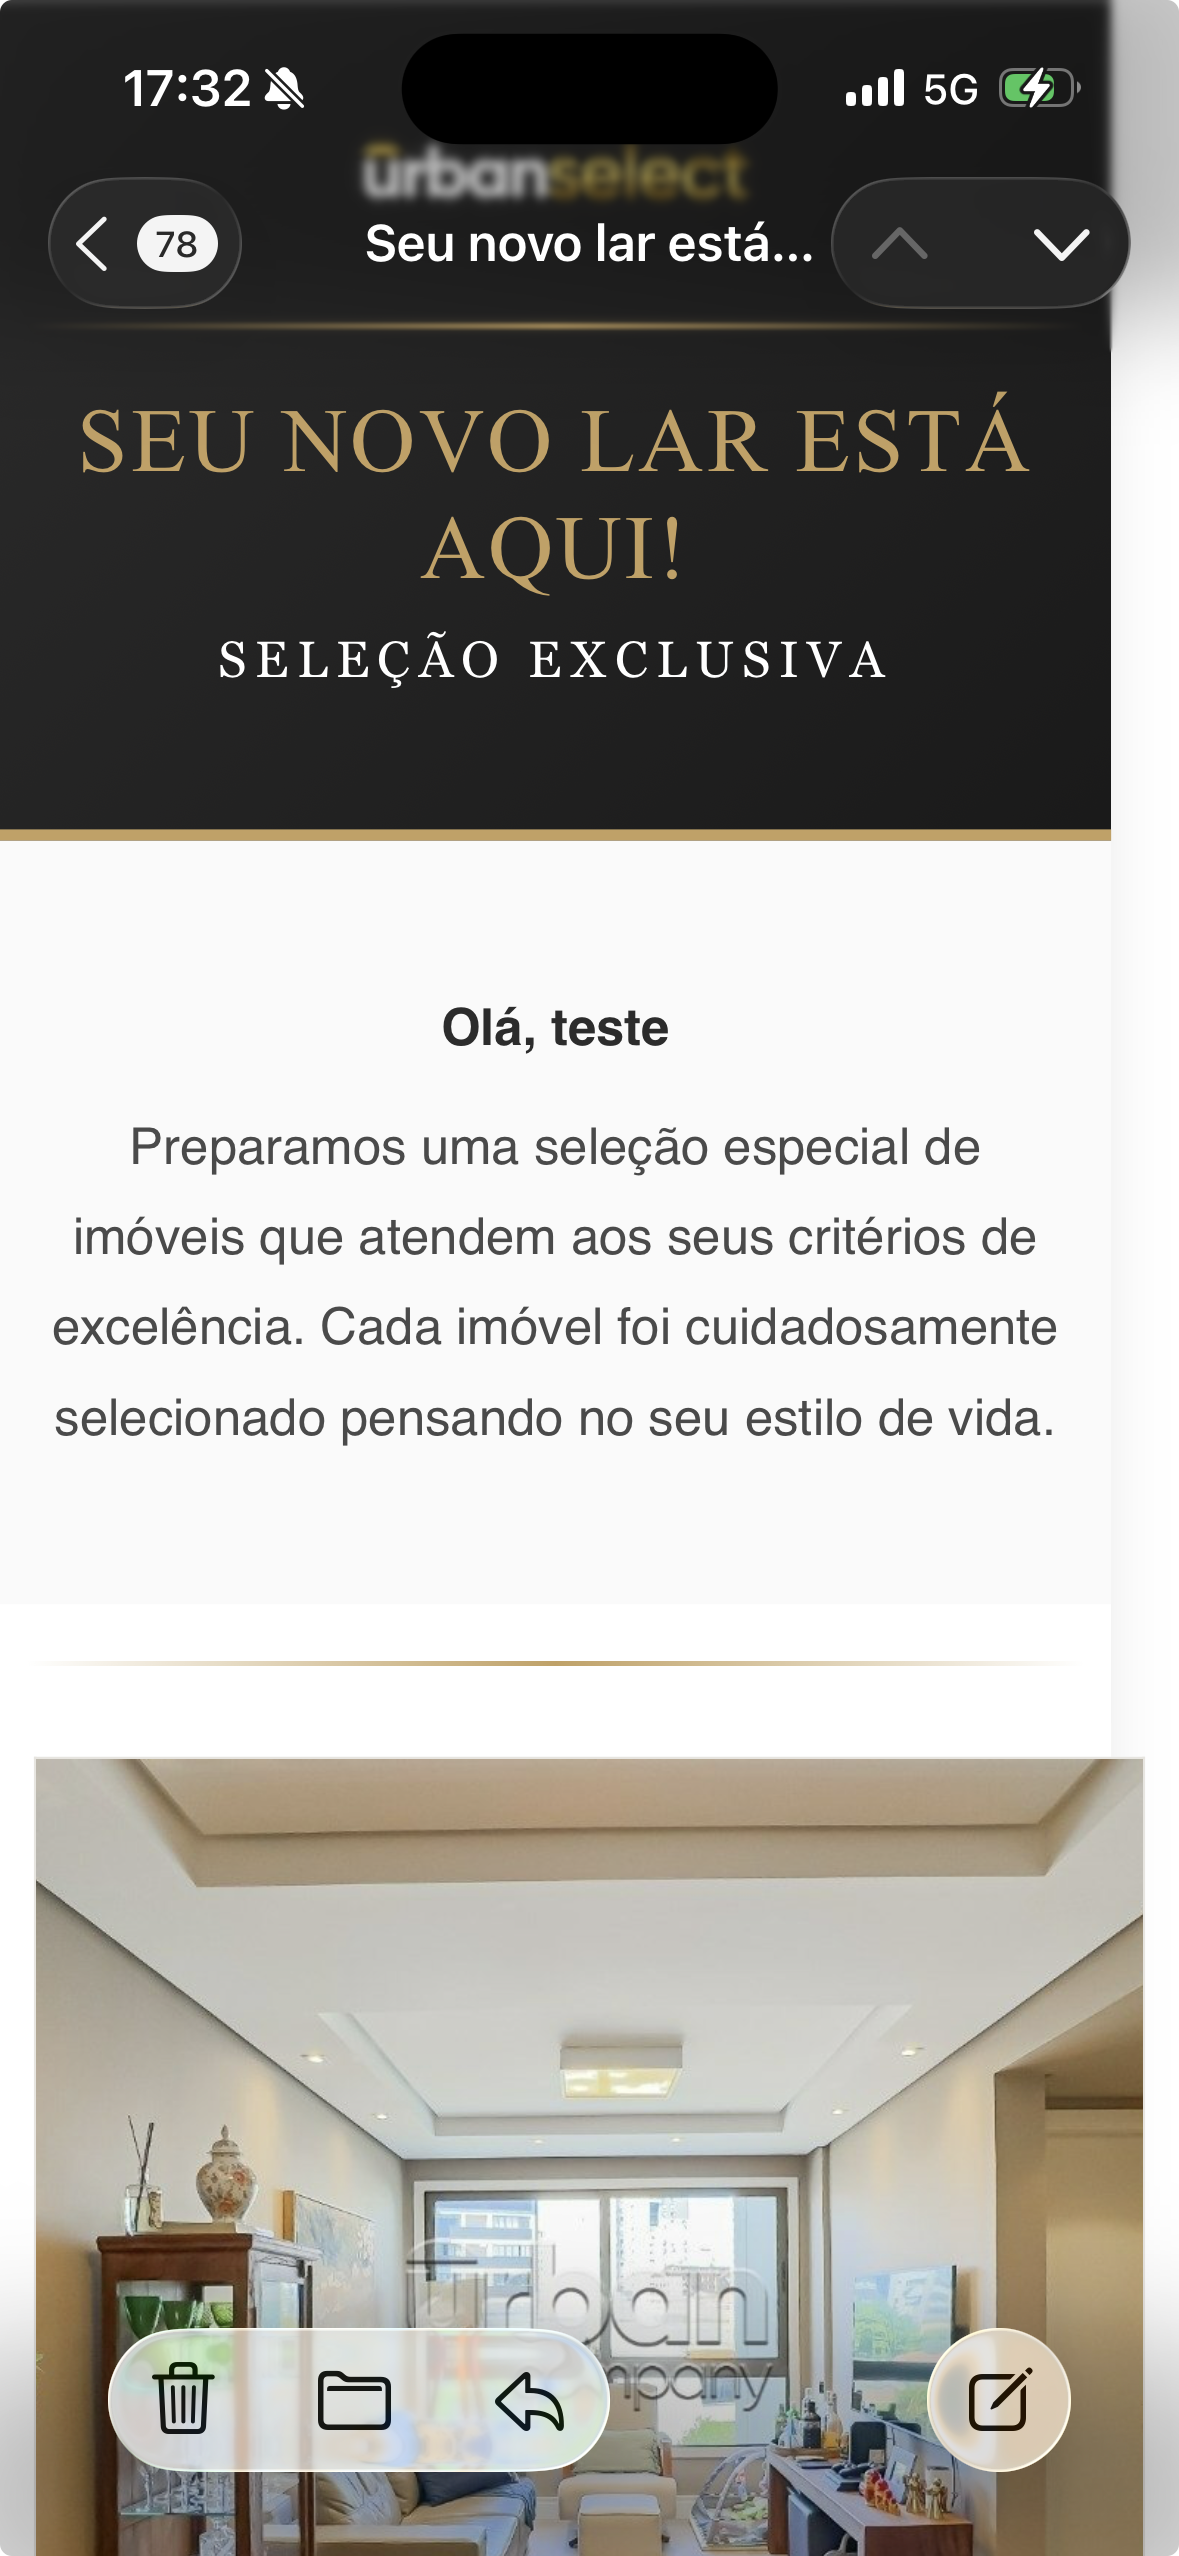 17:32
5G
urbanselect
78
Seu novo lar está...
SEU NOVO LAR ESTÁ
AQUI!
SELEÇÃO EXCLUSIVA
Olá, teste
Preparamos uma seleção especial de
imóveis que atendem aos seus critérios de
excelência. Cada imóvel foi cuidadosamente
selecionado pensando no seu estilo de vida.
urban
mpany